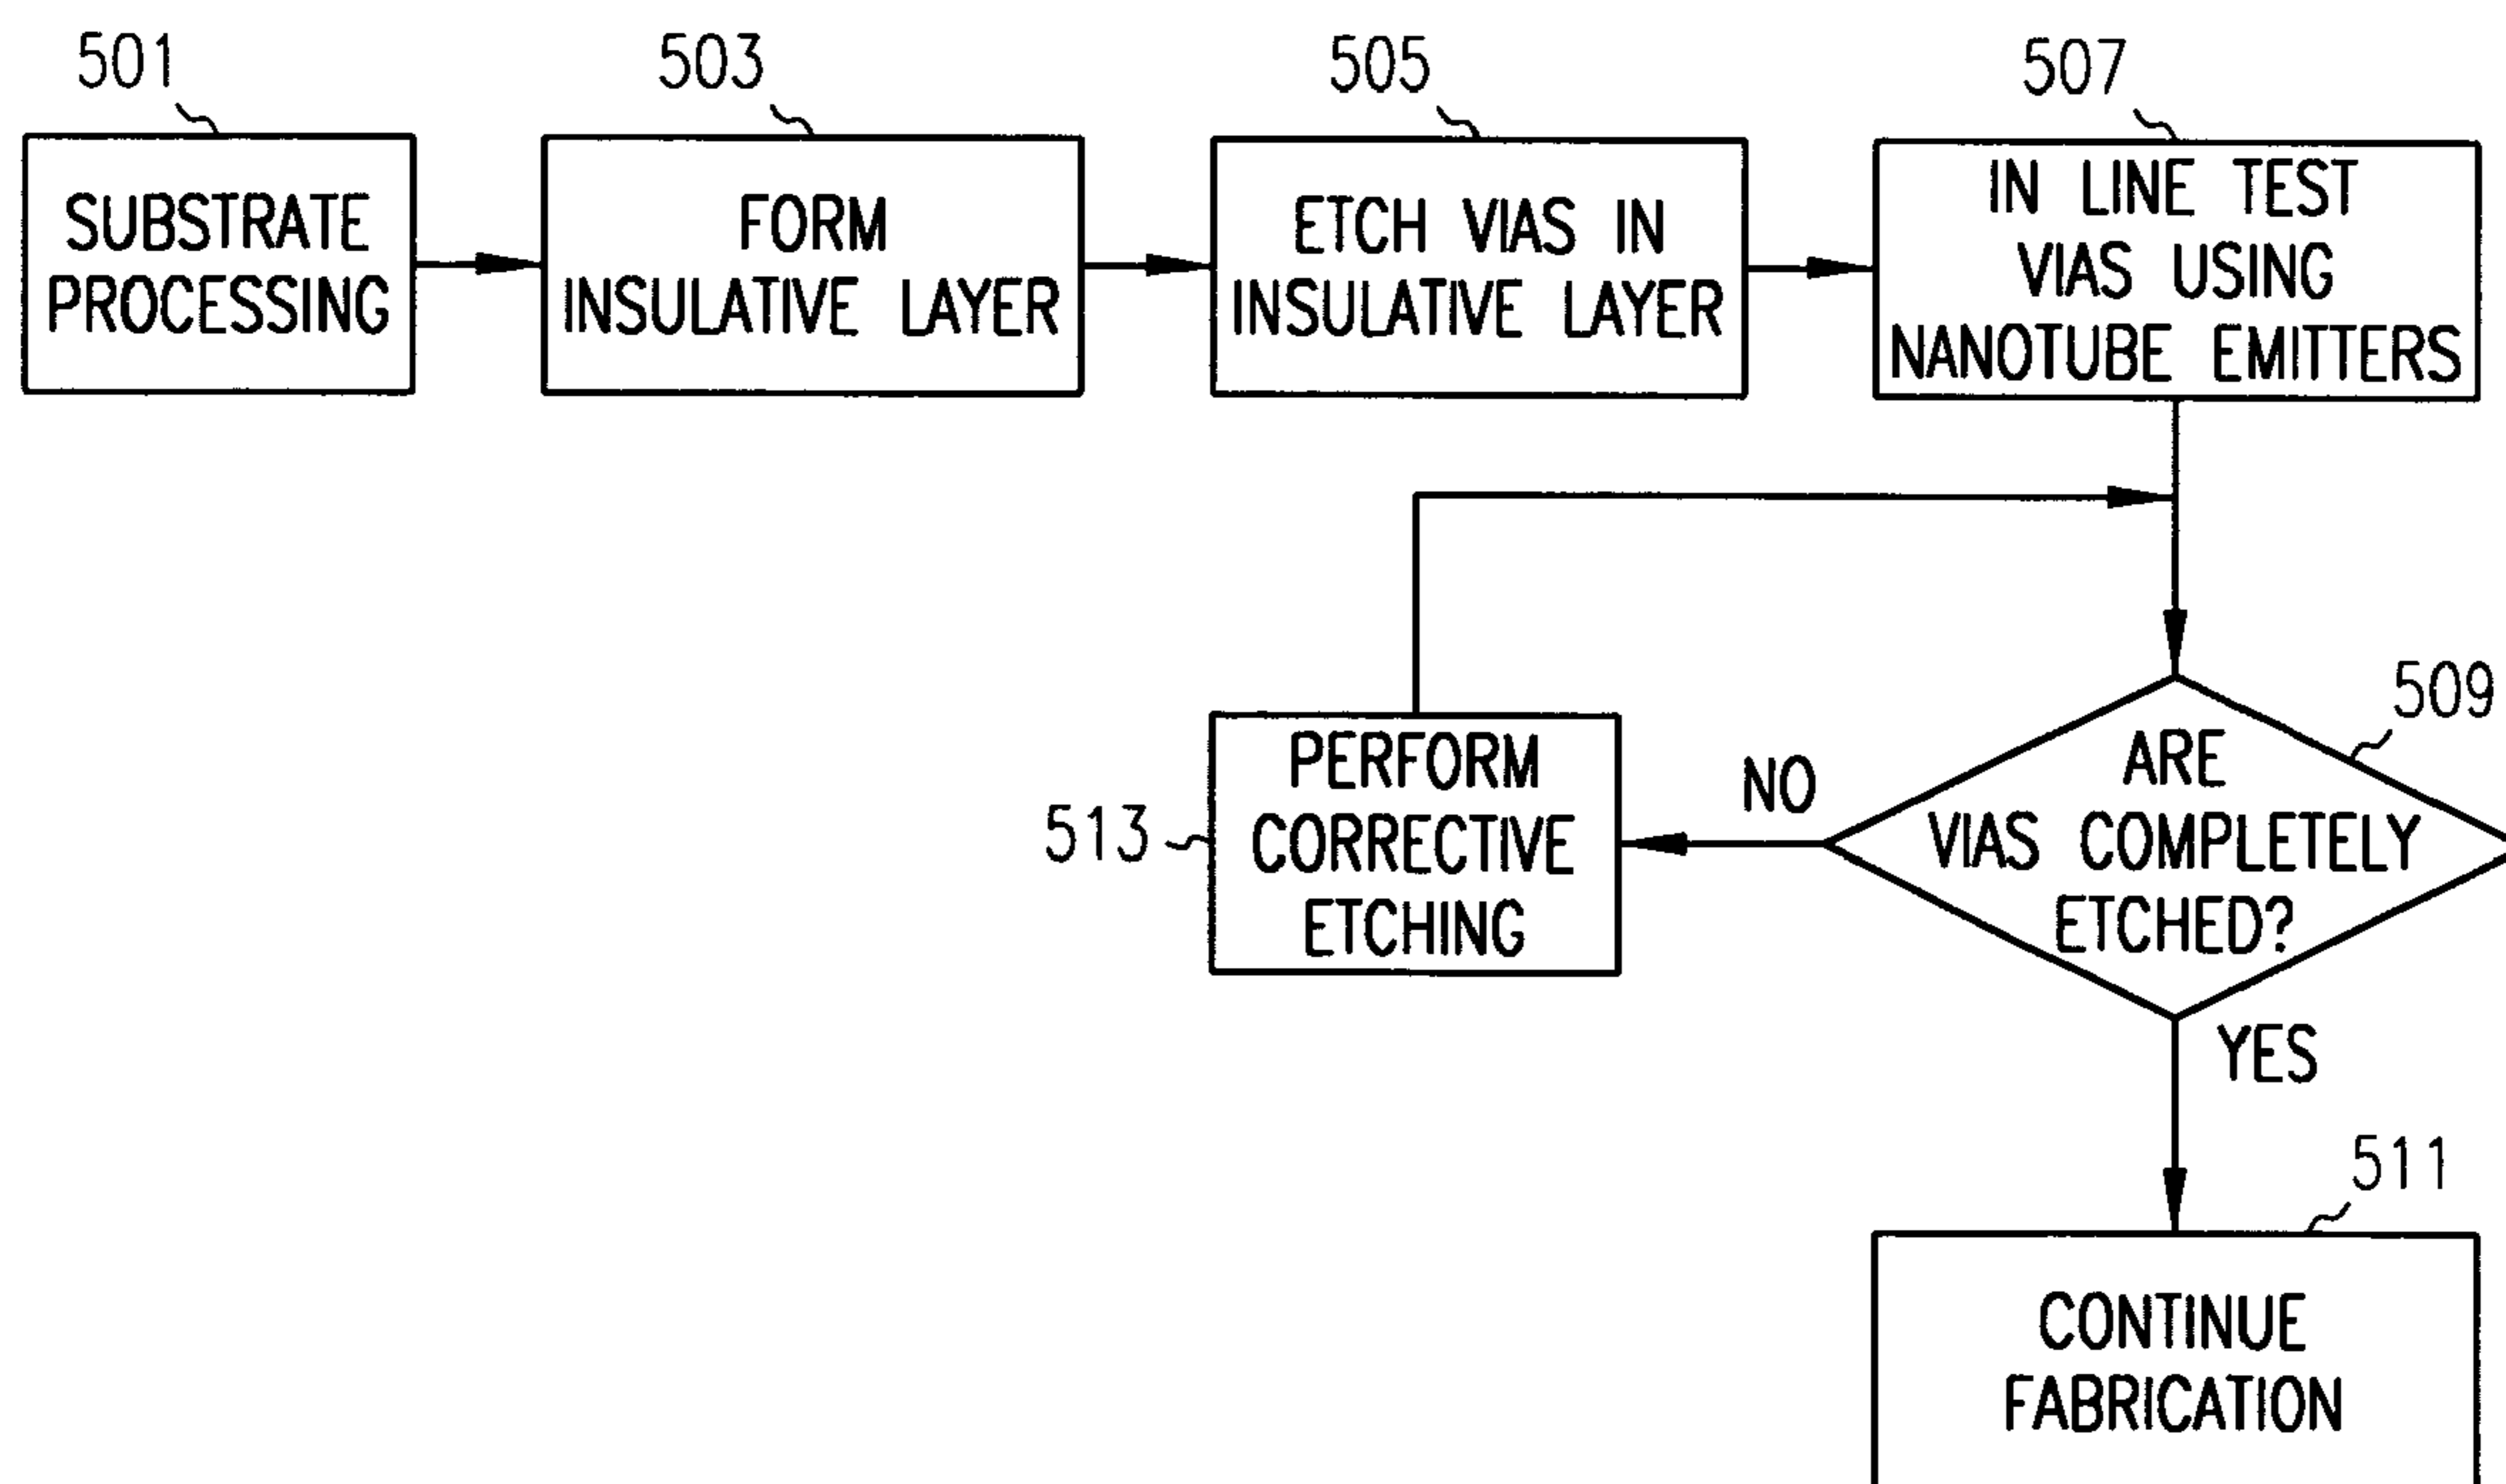 501
503
505
507
SUBSTRATE
PROCESSING
FORM
INSULATIVE LAYER
ETCH VIAS IN
INSULATIVE LAYER
IN LINE TEST
VIAS USING
NANOTUBE EMITTERS
509
ARE
VIAS COMPLETELY
ETCHED?
NO
513
PERFORM
CORRECTIVE
ETCHING
YES
511
CONTINUE
FABRICATION